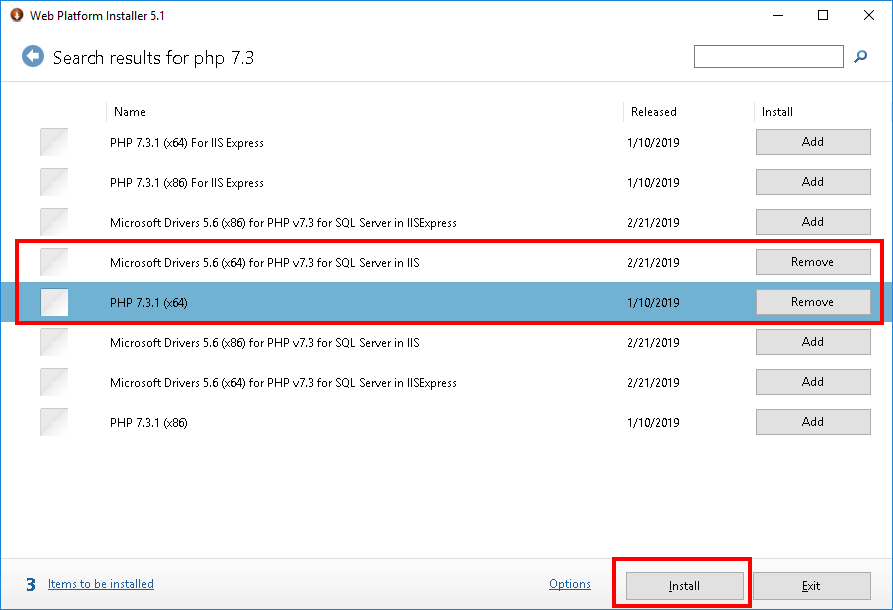 Web Platform Installer 5.1
Search results for php 7.3
Name Released Install
PHP 7.3.1 (x64) For IIS Express 1/10/2019 Add
PHP 7.3.1 (x86) For IIS Express 1/10/2019 Add
Microsoft Drivers 5.6 (x86) for PHP v7.3 for SQL Server in IISExpress 2/21/2019 Add
Microsoft Drivers 5.6 (x64) for PHP v7.3 for SQL Server in IIS 2/21/2019 Remove
PHP 7.3.1 (x64) 1/10/2019 Remove
Microsoft Drivers 5.6 (x86) for PHP v7.3 for SQL Server in IIS 2/21/2019 Add
Microsoft Drivers 5.6 (x64) for PHP v7.3 for SQL Server in IISExpress 2/21/2019 Add
PHP 7.3.1 (x86) 1/10/2019 Add
3 Items to be installed Options Install Exit